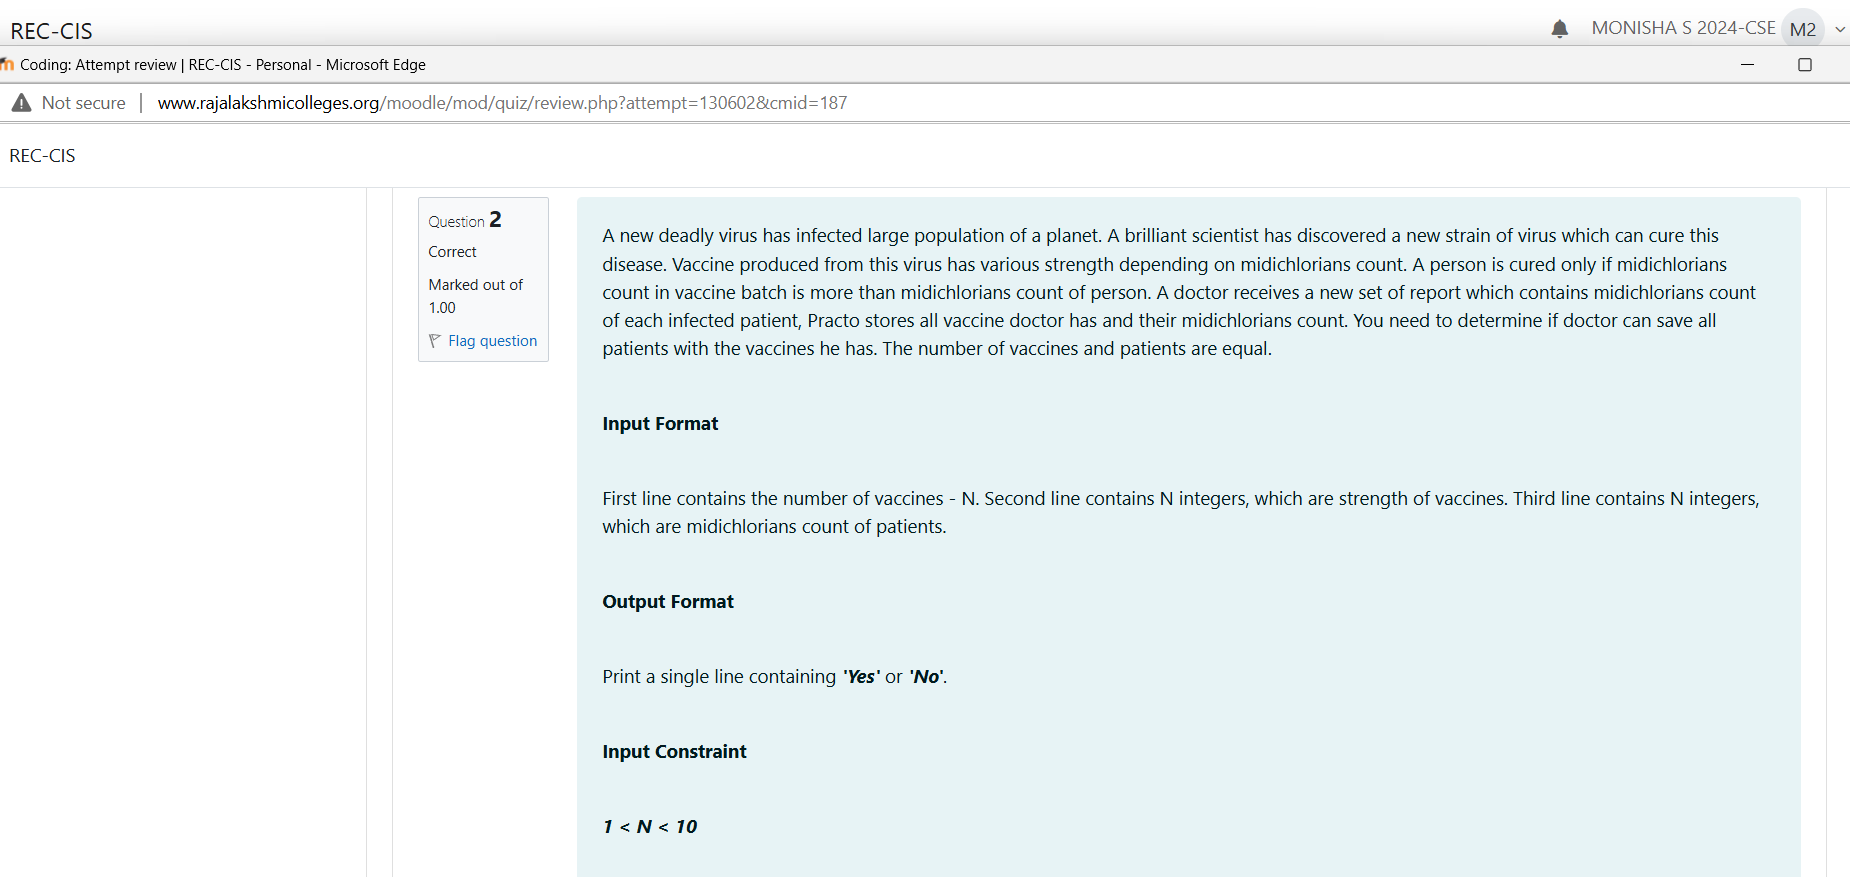 REC-CIS
MONISHA S 2024-CSE M2
Coding: Attempt review | REC-CIS - Personal - Microsoft Edge
Not secure | www.rajalakshmicolleges.org/moodle/mod/quiz/review.php?attempt=130602&cmid=187
REC-CIS
Question 2
Correct
Marked out of
1.00
Flag question
A new deadly virus has infected large population of a planet. A brilliant scientist has discovered a new strain of virus which can cure this
disease. Vaccine produced from this virus has various strength depending on midichlorians count. A person is cured only if midichlorians
count in vaccine batch is more than midichlorians count of person. A doctor receives a new set of report which contains midichlorians count
of each infected patient, Practo stores all vaccine doctor has and their midichlorians count. You need to determine if doctor can save all
patients with the vaccines he has. The number of vaccines and patients are equal.
Input Format
First line contains the number of vaccines - N. Second line contains N integers, which are strength of vaccines. Third line contains N integers,
which are midichlorians count of patients.
Output Format
Print a single line containing 'Yes' or 'No'.
Input Constraint
1 < N < 10